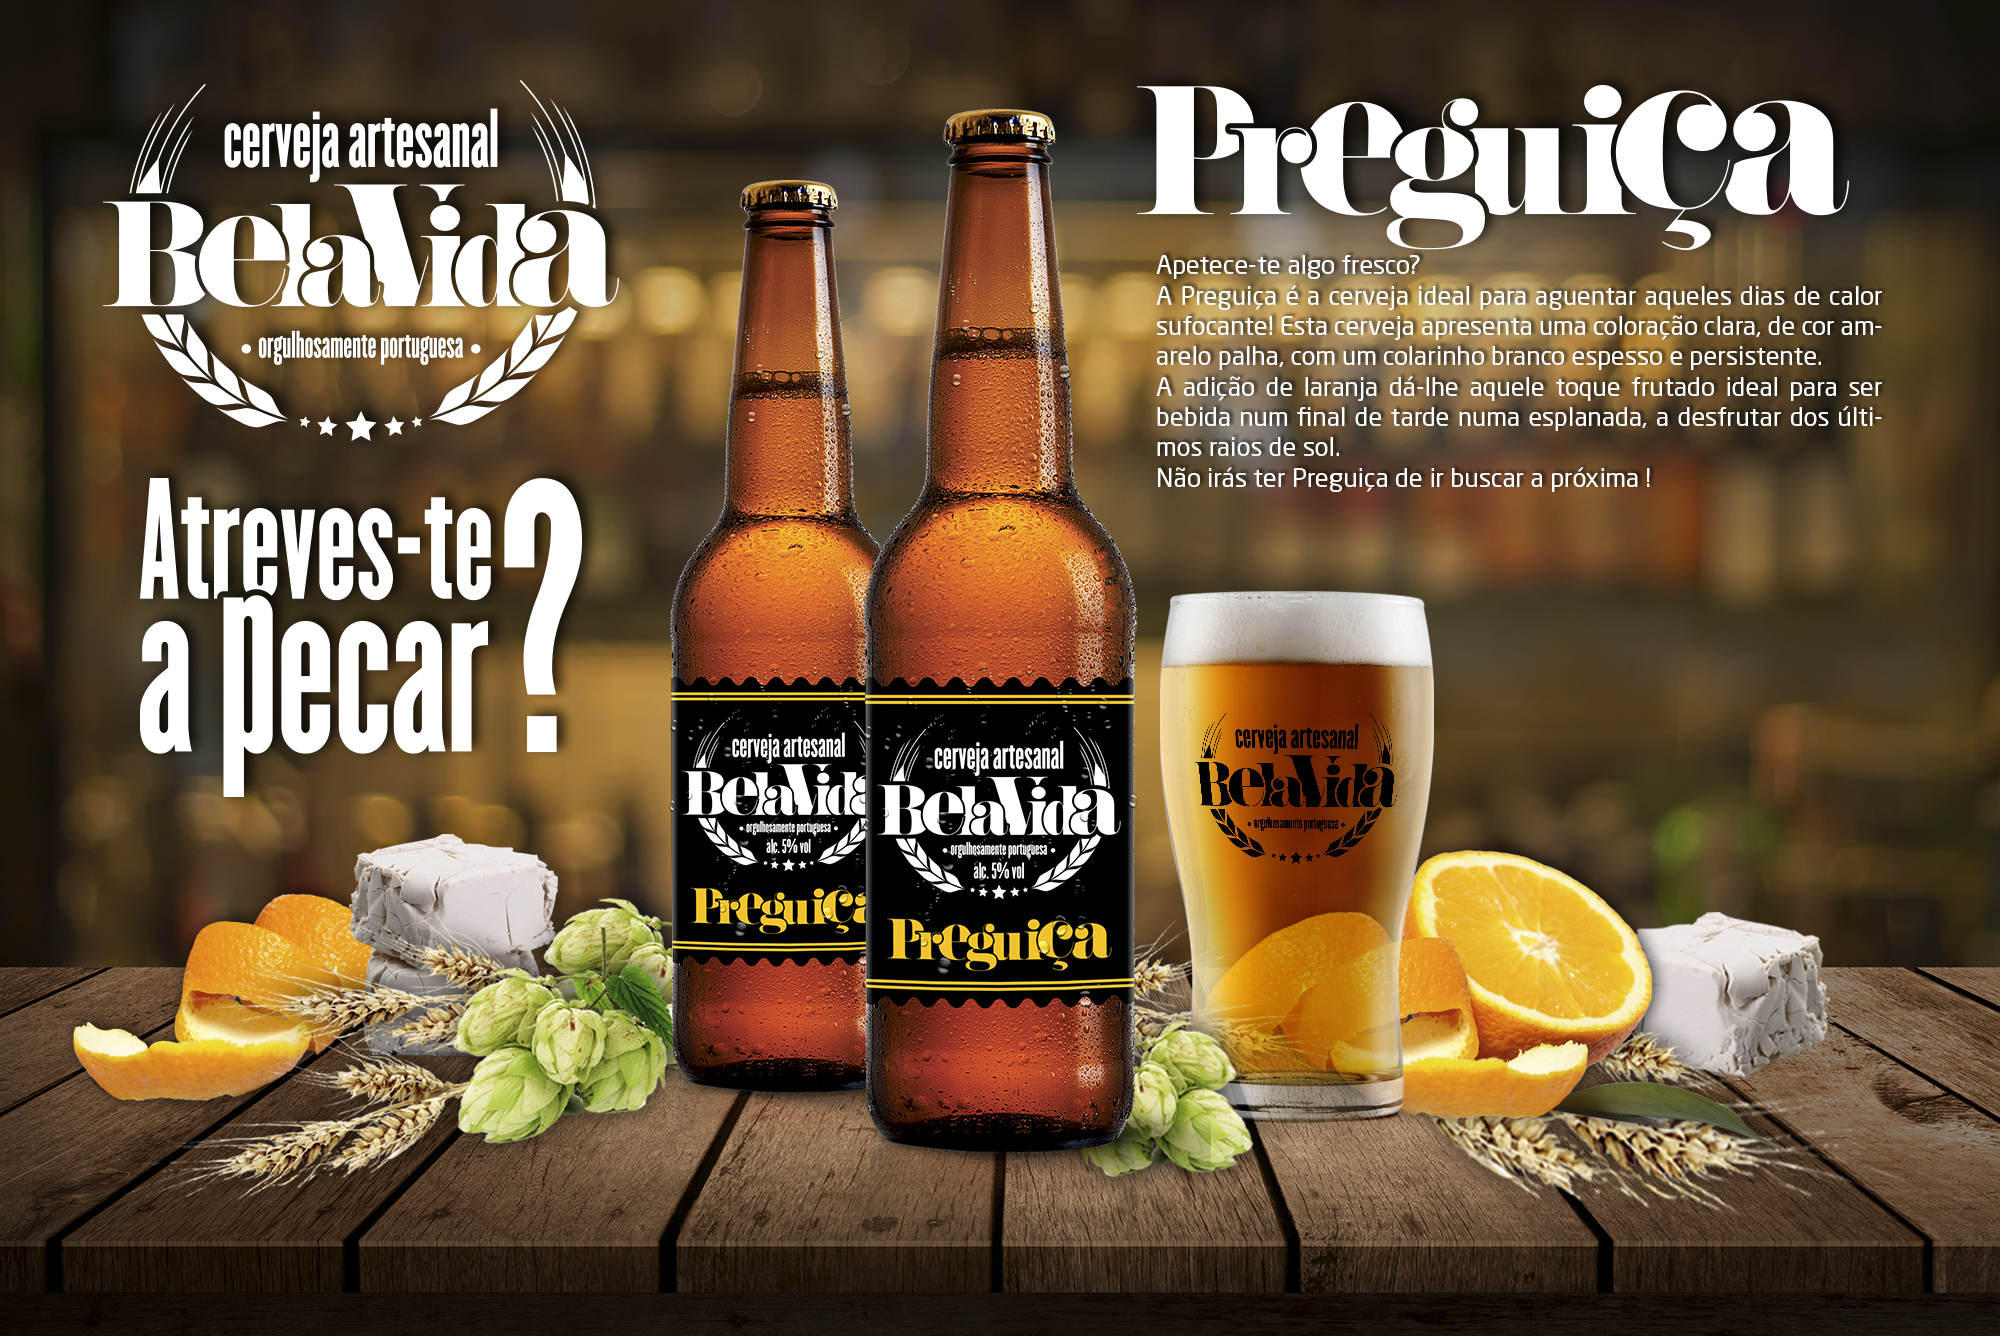 cerveja artesanal
BelaVida
• orgulhosamente portuguesa •
Atreves-te
a pecar?
Preguiça
Apetece-te algo fresco?
A Preguiça é a cerveja ideal para aguentar aqueles dias de calor
sufocante! Esta cerveja apresenta uma coloração clara, de cor am-
arelo palha, com um colarinho branco espesso e persistente.
A adição de laranja dá-lhe aquele toque frutado ideal para ser
bebida num final de tarde numa esplanada, a desfrutar dos últi-
mos raios de sol.
Não irás ter Preguiça de ir buscar a próxima !
cerveja artesanal
BelaVida
• orgulhosamente portuguesa •
alc. 5% vol
Preguiça
cerveja artesanal
BelaVida
• orgulhosamente portuguesa •
alc. 5% vol
Preguiça
cerveja artesanal
BelaVida
• orgulhosamente portuguesa •